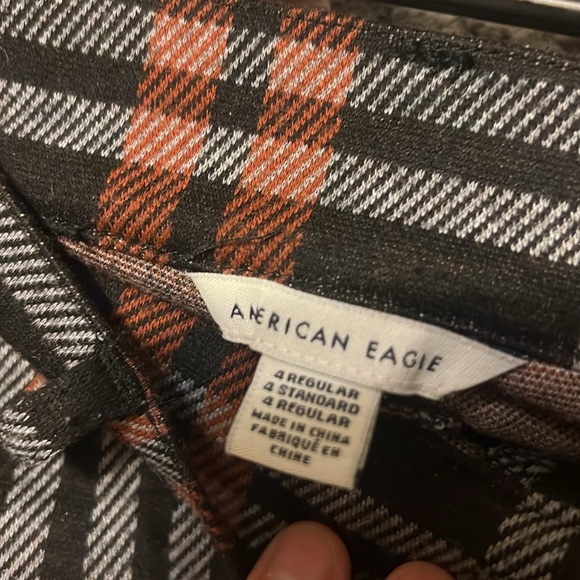 AMERICAN EAGLE
4 REGULAR
4 STANDARD
4 REGULAR
MADE IN CHINA
FABRIQUÉ EN
CHINE